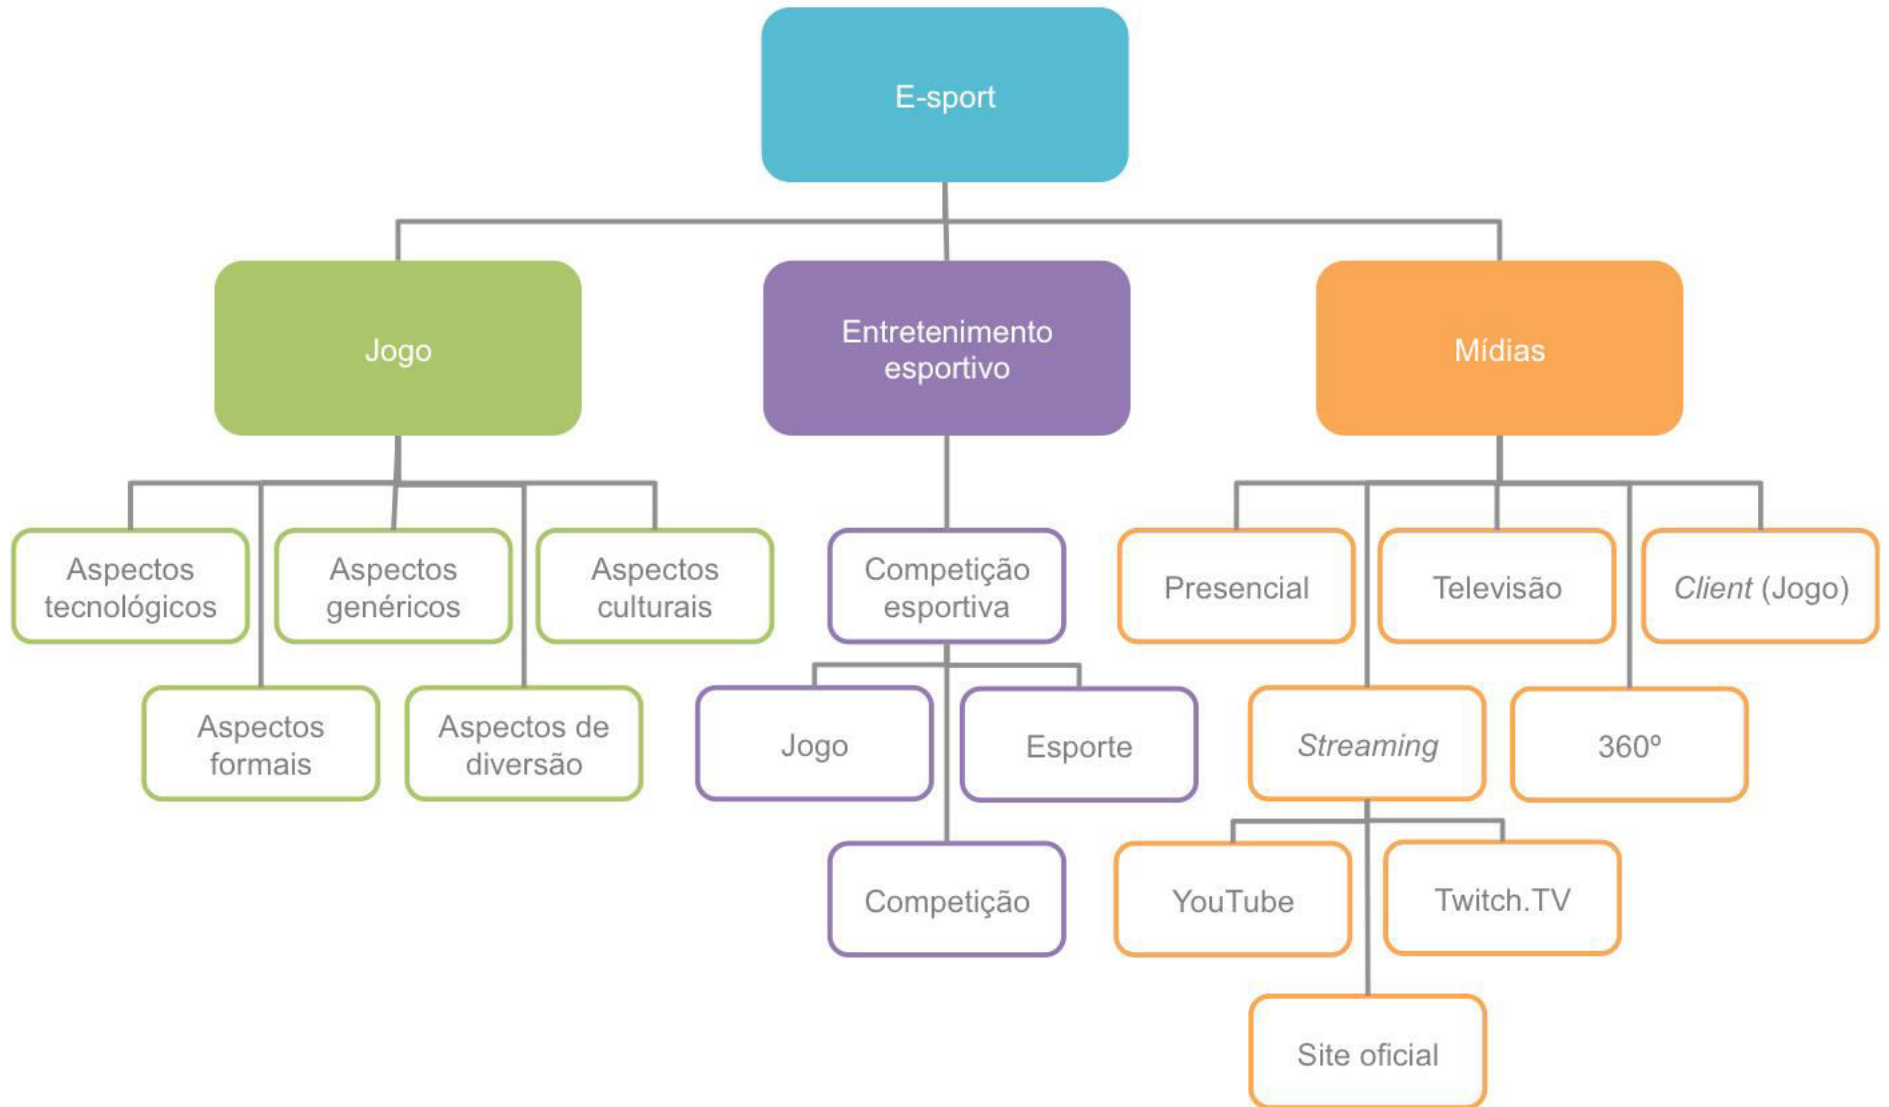 E-sport
Jogo
Entretenimento
esportivo
Mídias
Aspectos
tecnológicos
Aspectos
genéricos
Aspectos
culturais
Competição
esportiva
Presencial
Televisão
Client (Jogo)
Aspectos
formais
Aspectos de
diversão
Jogo
Esporte
Streaming
360º
Competição
YouTube
Twitch.TV
Site oficial